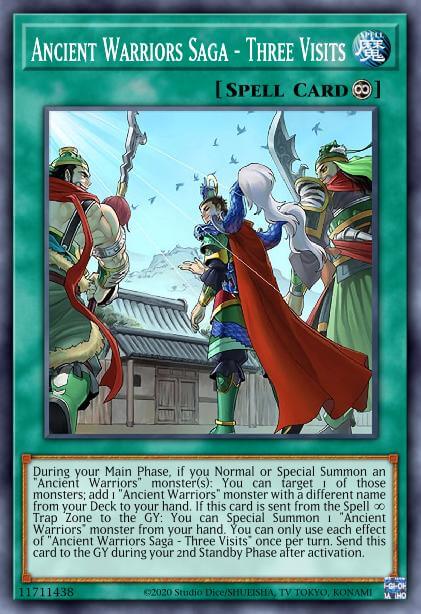 ANCIENT WARRIORS SAGA - THREE VISITS
SPELL
魔
[SPELL CARD]
During your Main Phase, if you Normal or Special Summon an
"Ancient Warriors" monster(s): You can target 1 of those
monsters; add 1 "Ancient Warriors" monster with a different name
from your Deck to your hand. If this card is sent from the Spell &
Trap Zone to the GY: You can Special Summon 1 "Ancient
Warriors" monster from your hand. You can only use each effect
of "Ancient Warriors Saga - Three Visits" once per turn. Send this
card to the GY during your 2nd Standby Phase after activation.
11711438
©2020 Studio Dice/SHUEISHA, TV TOKYO, KONAMI